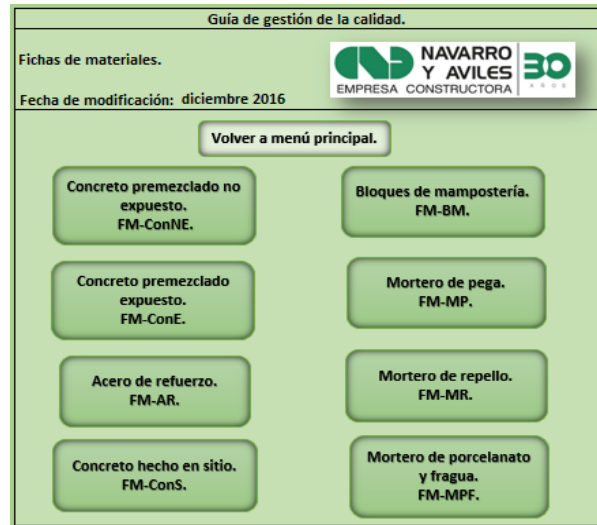 Guía de gestión de la calidad.
Fichas de materiales.
NAVARRO
Y AVILES
EMPRESA CONSTRUCTORA
30
AÑOS
Fecha de modificación: diciembre 2016
Volver a menú principal.
Concreto premezclado no
expuesto.
FM-ConNE.
Bloques de mampostería.
FM-BM.
Concreto premezclado
expuesto.
FM-ConE.
Mortero de pega.
FM-MP.
Acero de refuerzo.
FM-AR.
Mortero de repello.
FM-MR.
Concreto hecho en sitio.
FM-ConS.
Mortero de porcelanato
y fragua.
FM-MPF.